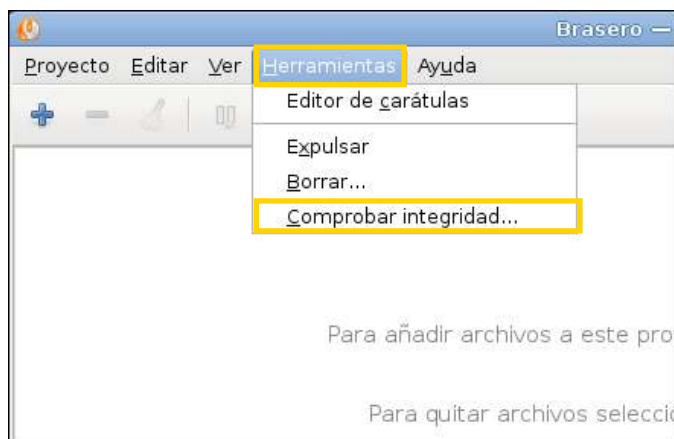 Brasero —
Proyecto Editar Ver Herramientas Ayuda
Editor de carátulas
Expulsar
Borrar...
Comprobar integridad...
Para añadir archivos a este pro
Para quitar archivos selecci